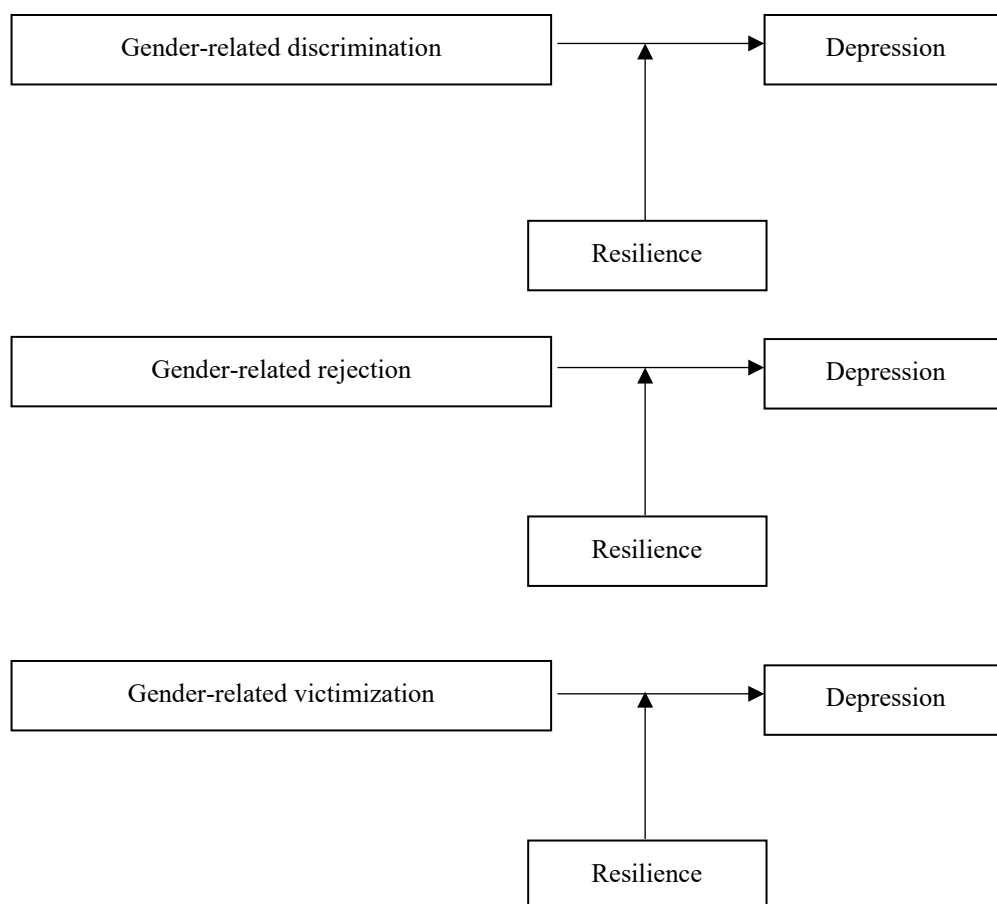 Gender-related discrimination
Depression
Resilience
Gender-related rejection
Depression
Resilience
Gender-related victimization
Depression
Resilience